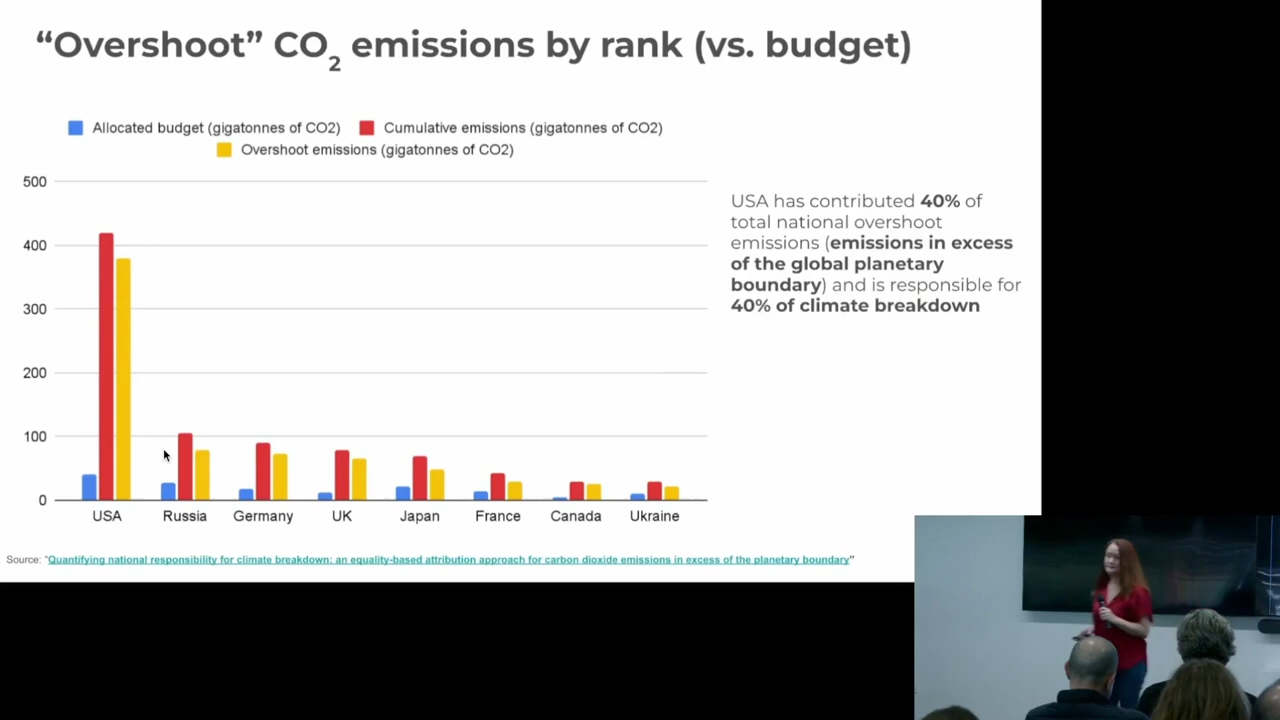 “Overshoot” CO2 emissions by rank (vs. budget)
Allocated budget (gigatonnes of CO2) Cumulative emissions (gigatonnes of CO2)
Overshoot emissions (gigatonnes of CO2)
500
400
300
200
100
0
USA Russia Germany UK Japan France Canada Ukraine
USA has contributed 40% of
total national overshoot
emissions (emissions in excess
of the global planetary
boundary) and is responsible for
40% of climate breakdown
Source: "Quantifying national responsibility for climate breakdown: an equality-based attribution approach for carbon dioxide emissions in excess of the planetary boundary"